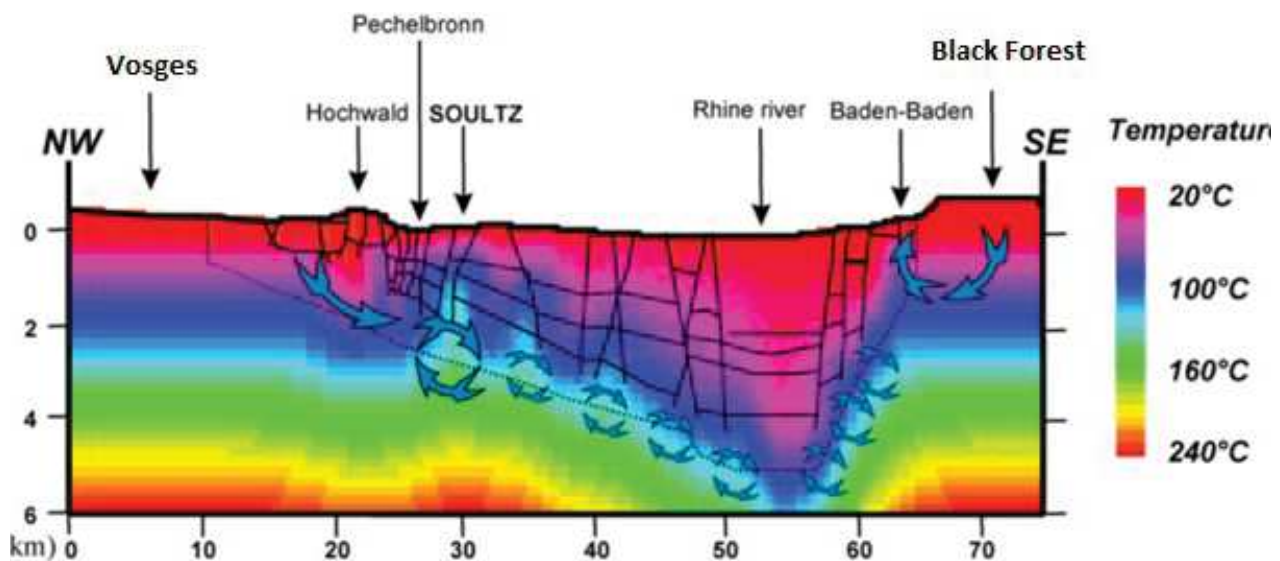 Pechelbronn
Vosges
Black Forest
Hochwald
SOULTZ
Rhine river
Baden-Baden
NW
SE
Temperature
20°C
100°C
160°C
240°C
0
2
4
6
km) 0 10 20 30 40 50 60 70